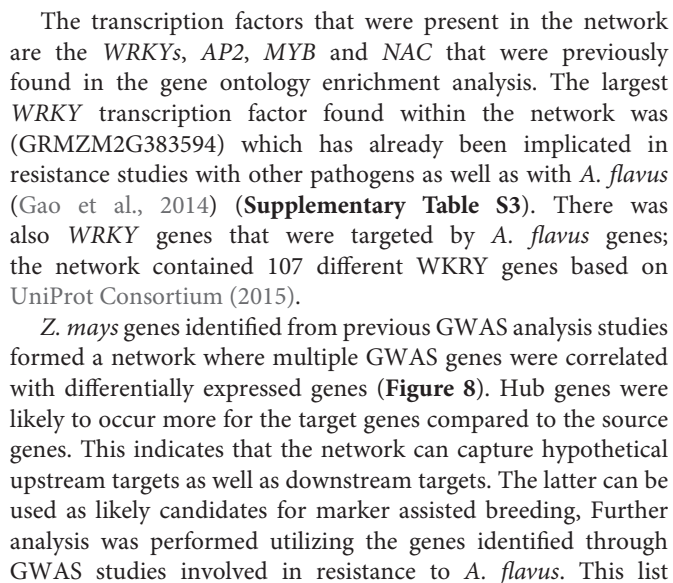 The transcription factors that were present in the network
are the WRKYs, AP2, MYB and NAC that were previously
found in the gene ontology enrichment analysis. The largest
WRKY transcription factor found within the network was
(GRMZM2G383594) which has already been implicated in
resistance studies with other pathogens as well as with A. flavus
(Gao et al., 2014) (Supplementary Table S3). There was
also WRKY genes that were targeted by A. flavus genes;
the network contained 107 different WKRY genes based on
UniProt Consortium (2015).
Z. mays genes identified from previous GWAS analysis studies
formed a network where multiple GWAS genes were correlated
with differentially expressed genes (Figure 8). Hub genes were
likely to occur more for the target genes compared to the source
genes. This indicates that the network can capture hypothetical
upstream targets as well as downstream targets. The latter can be
used as likely candidates for marker assisted breeding, Further
analysis was performed utilizing the genes identified through
GWAS studies involved in resistance to A. flavus. This list